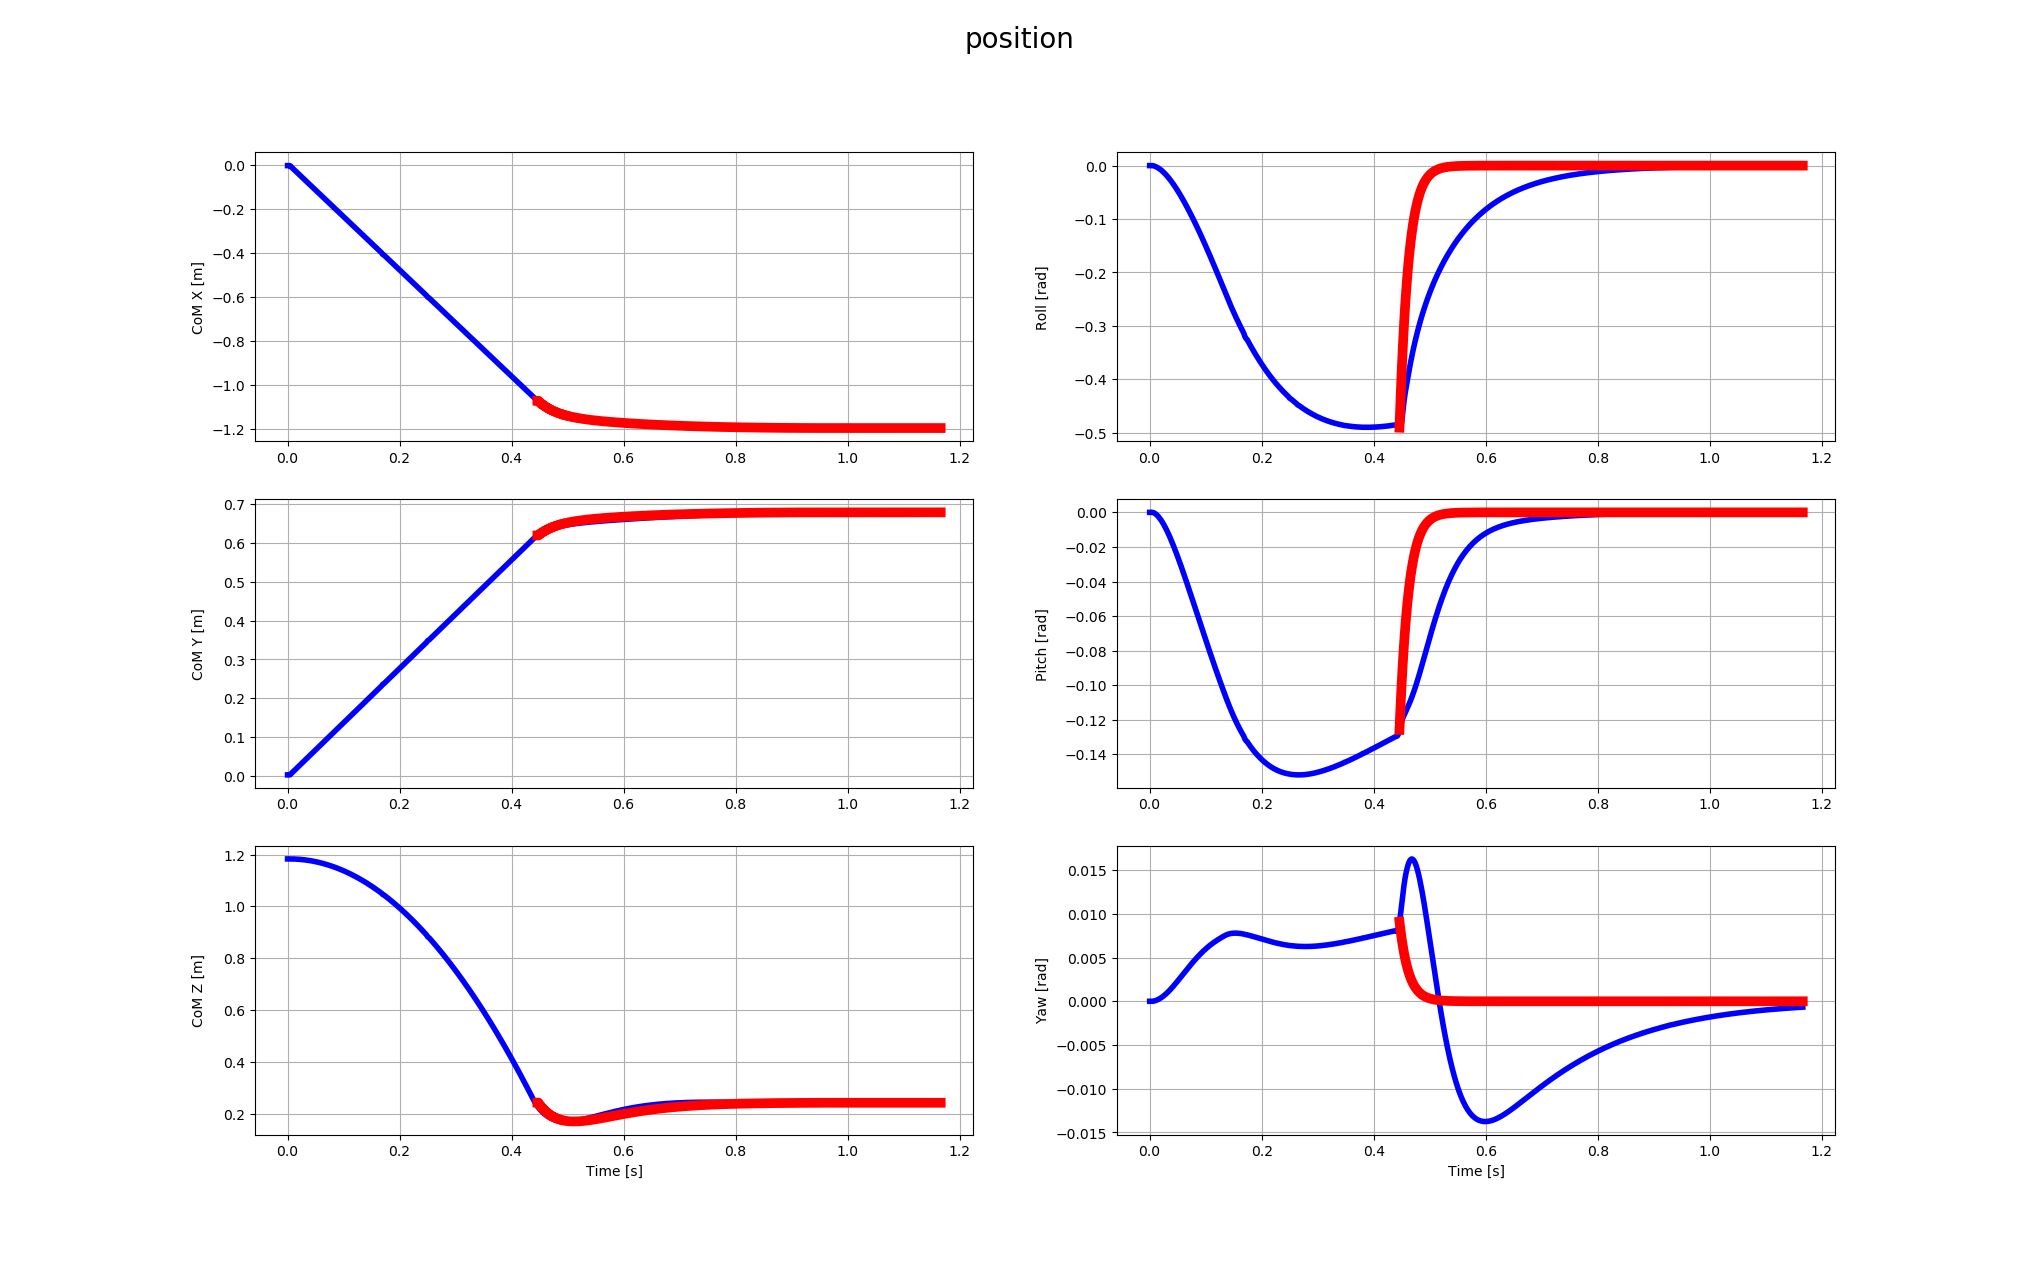 position
CoM X [m]
0.0
−0.2
−0.4
−0.6
−0.8
−1.0
−1.2
0.0 0.2 0.4 0.6 0.8 1.0 1.2
Roll [rad]
0.0
−0.1
−0.2
−0.3
−0.4
−0.5
0.0 0.2 0.4 0.6 0.8 1.0 1.2
CoM Y [m]
0.7
0.6
0.5
0.4
0.3
0.2
0.1
0.0
0.0 0.2 0.4 0.6 0.8 1.0 1.2
Pitch [rad]
0.00
−0.02
−0.04
−0.06
−0.08
−0.10
−0.12
−0.14
0.0 0.2 0.4 0.6 0.8 1.0 1.2
CoM Z [m]
1.2
1.0
0.8
0.6
0.4
0.2
0.0 0.2 0.4 0.6 0.8 1.0 1.2
Time [s]
Yaw [rad]
0.015
0.010
0.005
0.000
−0.005
−0.010
−0.015
0.0 0.2 0.4 0.6 0.8 1.0 1.2
Time [s]